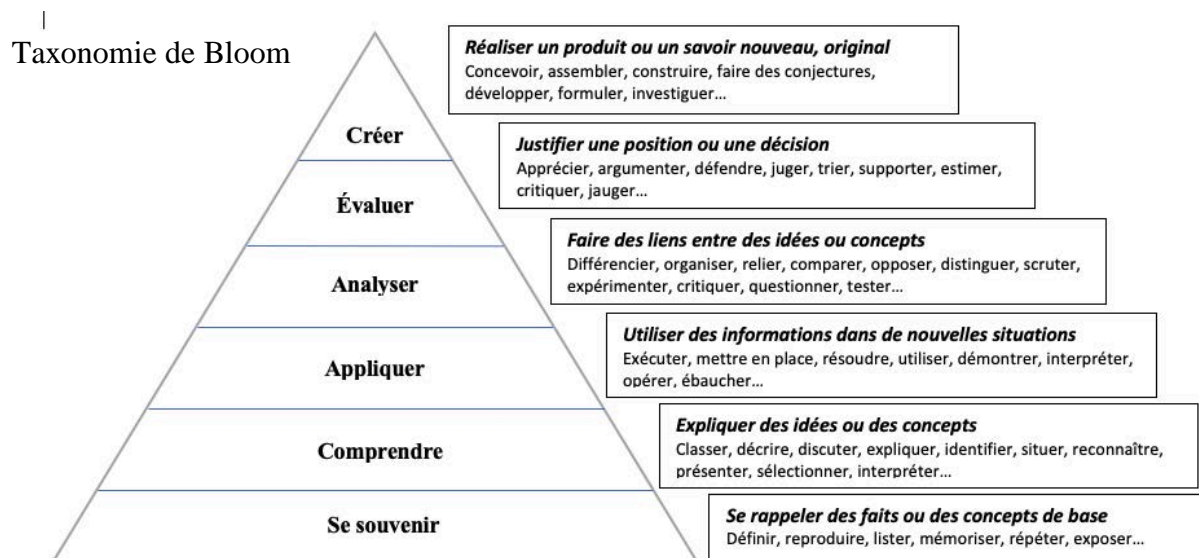 Taxonomie de Bloom
Réaliser un produit ou un savoir nouveau, original
Concevoir, assembler, construire, faire des conjectures,
développer, formuler, investiguer…
Créer
Justifier une position ou une décision
Apprécier, argumenter, défendre, juger, trier, supporter, estimer,
critiquer, jauger…
Évaluer
Faire des liens entre des idées ou concepts
Différencier, organiser, relier, comparer, opposer, distinguer, scruter,
expérimenter, critiquer, questionner, tester…
Analyser
Utiliser des informations dans de nouvelles situations
Exécuter, mettre en place, résoudre, utiliser, démontrer, interpréter,
opérer, ébaucher…
Appliquer
Expliquer des idées ou des concepts
Classer, décrire, discuter, expliquer, identifier, situer, reconnaître,
présenter, sélectionner, interpréter…
Comprendre
Se rappeler des faits ou des concepts de base
Définir, reproduire, lister, mémoriser, répéter, exposer…
Se souvenir